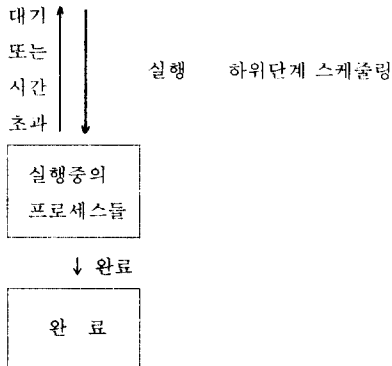 대기
또는
시간
초과
실행 하위단계 스케줄링
실행중의
프로세스들
↓ 완료
완 료